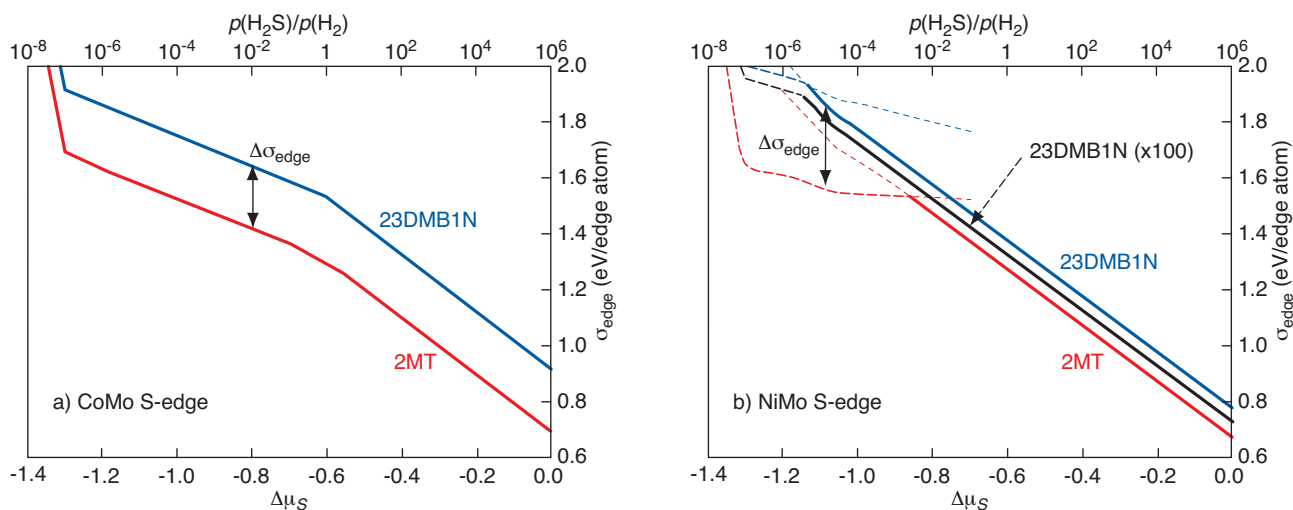 p(H₂S)/p(H₂)
10⁻⁸ 10⁻⁶ 10⁻⁴ 10⁻² 1 10² 10⁴ 10⁶
2.0
1.8
1.6
1.4
1.2
1.0
0.8
0.6
σedge (eV/edge atom)
Δσedge
23DMB1N
2MT
a) CoMo S-edge
-1.4 -1.2 -1.0 -0.8 -0.6 -0.4 -0.2 0.0
ΔμS
p(H₂S)/p(H₂)
10⁻⁸ 10⁻⁶ 10⁻⁴ 10⁻² 1 10² 10⁴ 10⁶
2.0
1.8
1.6
1.4
1.2
1.0
0.8
0.6
σedge (eV/edge atom)
Δσedge
23DMB1N (x100)
23DMB1N
2MT
b) NiMo S-edge
-1.4 -1.2 -1.0 -0.8 -0.6 -0.4 -0.2 0.0
ΔμS